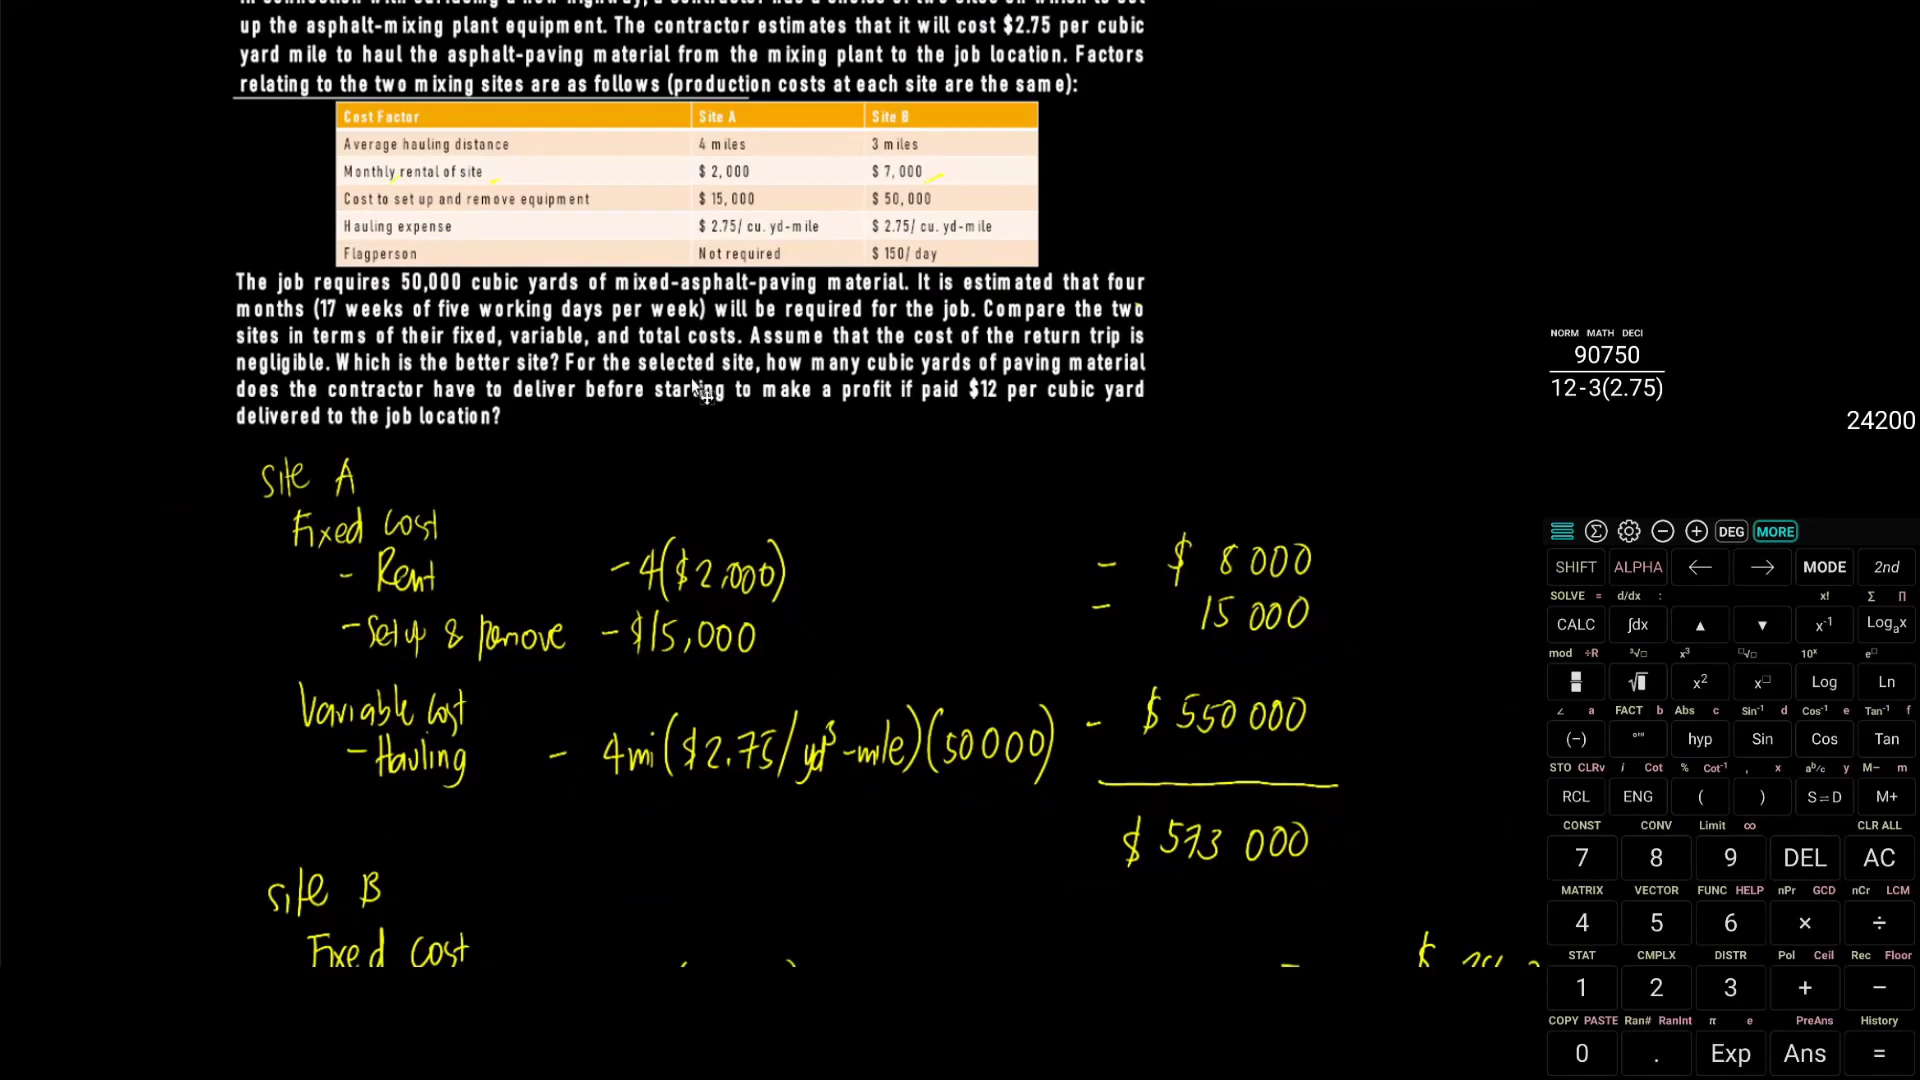 up the asphalt-mixing plant equipment. The contractor estimates that it will cost $2.75 per cubic
yard mile to haul the asphalt-paving material from the mixing plant to the job location. Factors
relating to the two mixing sites are as follows (production costs at each site are the same):
Cost Factor Site A Site B
Average hauling distance 4 miles 3 miles
Monthly rental of site $ 2,000 $ 7,000
Cost to set up and remove equipment $ 15,000 $ 50,000
Hauling expense $ 2.75/ cu. yd-mile $ 2.75/ cu. yd-mile
Flagperson Not required $ 150/ day
The job requires 50,000 cubic yards of mixed-asphalt-paving material. It is estimated that four
months (17 weeks of five working days per week) will be required for the job. Compare the two
sites in terms of their fixed, variable, and total costs. Assume that the cost of the return trip is
negligible. Which is the better site? For the selected site, how many cubic yards of paving material
does the contractor have to deliver before starting to make a profit if paid $12 per cubic yard
delivered to the job location?
Site A
Fixed Cost
- Rent - 4($2,000) - $ 8 000
- Set up & remove - $15,000 - 15 000
Variable Cost
- Hauling - 4mi($2.75/yd³-mile)(50000) - $ 550 000
$ 573 000
Site B
Fixed Cost
NORM MATH DECI
90750
12-3(2.75)
24200
DEG MORE
SHIFT ALPHA ← → MODE 2nd
SOLVE = d/dx : x! Σ Π
CALC ∫dx ▲ ▼ x-1 Logax
mod ÷R ³√□ x³ □√□ 10x e□
√ x² x□ Log Ln
∠ a FACT b Abs c Sin-1 d Cos-1 e Tan-1 f
(−) °′″ hyp Sin Cos Tan
STO CLRv i Cot % Cot-1 , x ab/c y M− m
RCL ENG ( ) S⇌D M+
CONST CONV Limit ∞ CLR ALL
7 8 9 DEL AC
MATRIX VECTOR FUNC HELP nPr GCD nCr LCM
4 5 6 × ÷
STAT CMPLX DISTR Pol Ceil Rec Floor
1 2 3 + −
COPY PASTE Ran# RanInt π e PreAns History
0 . Exp Ans =